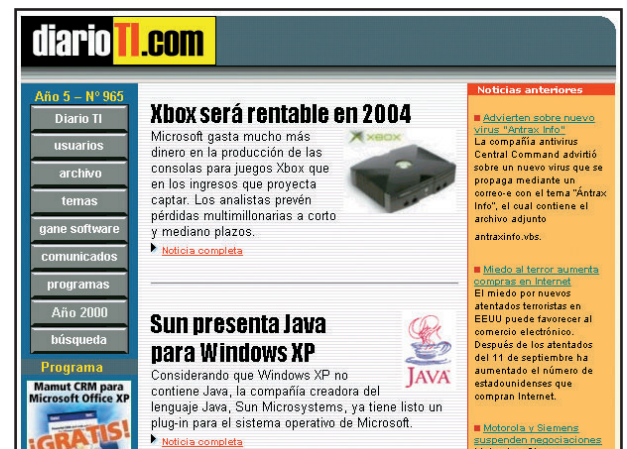 diarioTI.com
Año 5 – Nº 965
Diario TI
usuarios
archivo
temas
gane software
comunicados
programas
Año 2000
búsqueda
Programa
Mamut CRM para
Microsoft Office XP
¡GRATIS!
Xbox será rentable en 2004
Microsoft gasta mucho más
dinero en la producción de las
consolas para juegos Xbox que
en los ingresos que proyecta
captar. Los analistas prevén
pérdidas multimillonarias a corto
y mediano plazos.
Noticia completa
XBOX
Sun presenta Java
para Windows XP
Considerando que Windows XP no
contiene Java, la compañía creadora del
lenguaje Java, Sun Microsystems, ya tiene listo un
plug-in para el sistema operativo de Microsoft.
Noticia completa
JAVA
Noticias anteriores
Advierten sobre nuevo
virus "Antrax Info"
La compañía antivirus
Central Command advirtió
sobre un nuevo virus que se
propaga mediante un
correo-e con el tema "Ántrax
Info", el cual contiene el
archivo adjunto
antraxinfo.vbs.
Miedo al terror aumenta
compras en Internet
El miedo por nuevos
atentados terroristas en
EEUU puede favorecer al
comercio electrónico.
Después de los atentados
del 11 de septiembre ha
aumentado el número de
estadounidenses que
compran Internet.
Motorola y Siemens
suspenden negociaciones